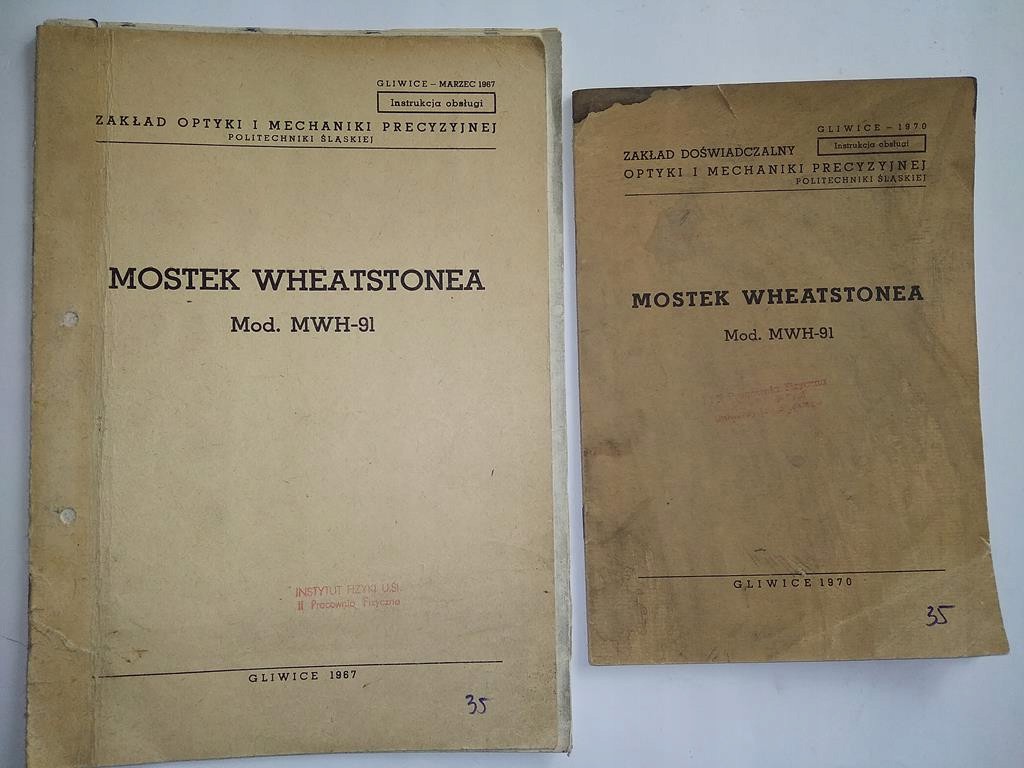 GLIWICE – MARZEC 1967
Instrukcja obsługi
ZAKŁAD OPTYKI I MECHANIKI PRECYZYJNEJ
POLITECHNIKI ŚLĄSKIEJ
MOSTEK WHEATSTONEA
Mod. MWH-91
INSTYTUT FIZYKI U.Śl.
II Pracownia Fizyczna
GLIWICE 1967
35
GLIWICE – 1970
Instrukcja obsługi
ZAKŁAD DOŚWIADCZALNY
OPTYKI I MECHANIKI PRECYZYJNEJ
POLITECHNIKI ŚLĄSKIEJ
MOSTEK WHEATSTONEA
Mod. MWH-91
Pracownia Fizyczna
GLIWICE 1970
35